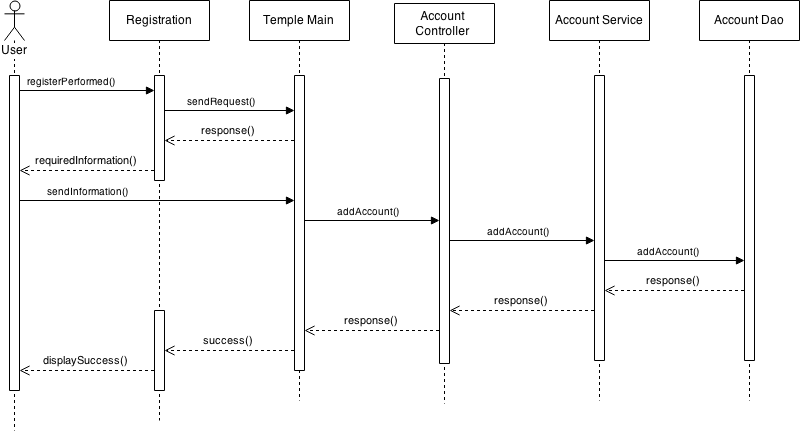 User
Registration
Temple Main
Account
Controller
Account Service
Account Dao
registerPerformed()
sendRequest()
response()
requiredInformation()
sendInformation()
addAccount()
addAccount()
addAccount()
response()
response()
response()
success()
displaySuccess()